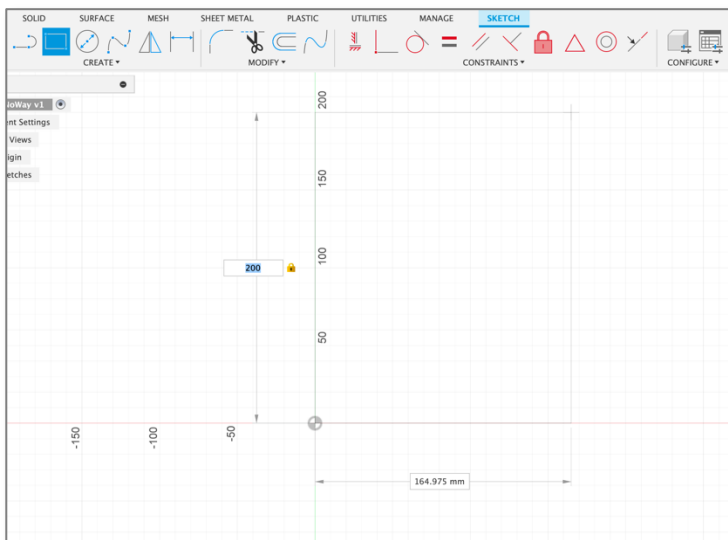 SOLID SURFACE MESH SHEET METAL PLASTIC UTILITIES MANAGE SKETCH
CREATE ▾ MODIFY ▾ CONSTRAINTS ▾ CONFIGURE ▾
NoWay v1
ent Settings
Views
igin
etches
200
150
100
200
50
-150
-100
-50
164.975 mm